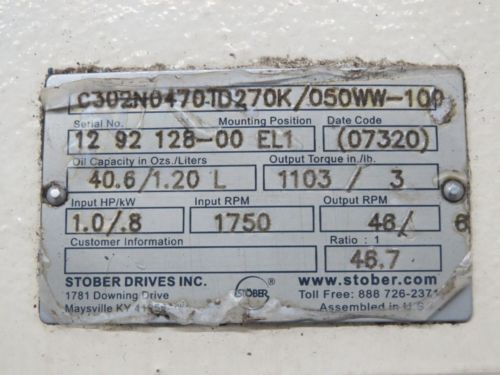 C302N0470TD270K/050WW-100
Serial No. Mounting Position Date Code
12 92 128-00 EL1 (07320)
Oil Capacity in Ozs./Liters Output Torque in./lb.
40.6/1.20 L 1103 / 3
Input HP/kW Input RPM Output RPM
1.0/.8 1750 46/ 6
Customer Information Ratio : 1
46.7
STOBER DRIVES INC. STÖBER www.stober.com
1781 Downing Drive Toll Free: 888 726-2371
Maysville KY Assembled in U.S